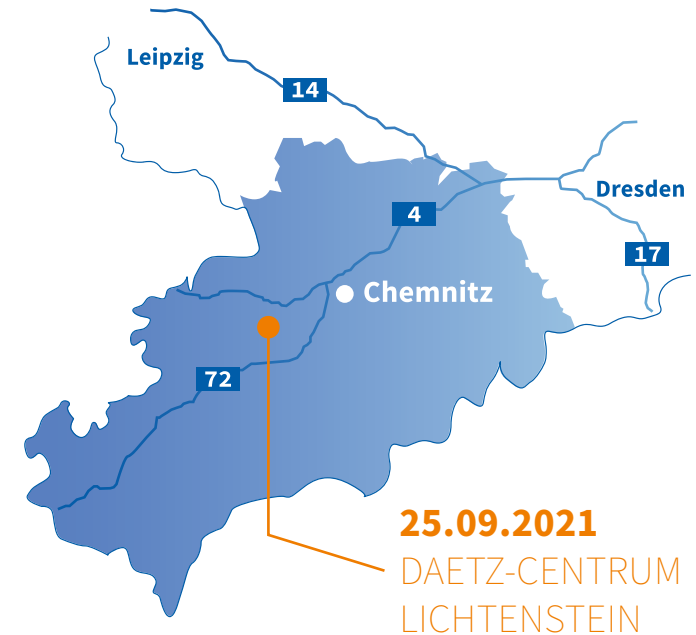 Leipzig
14
Dresden
4
17
Chemnitz
72
25.09.2021
DAETZ-CENTRUM
LICHTENSTEIN